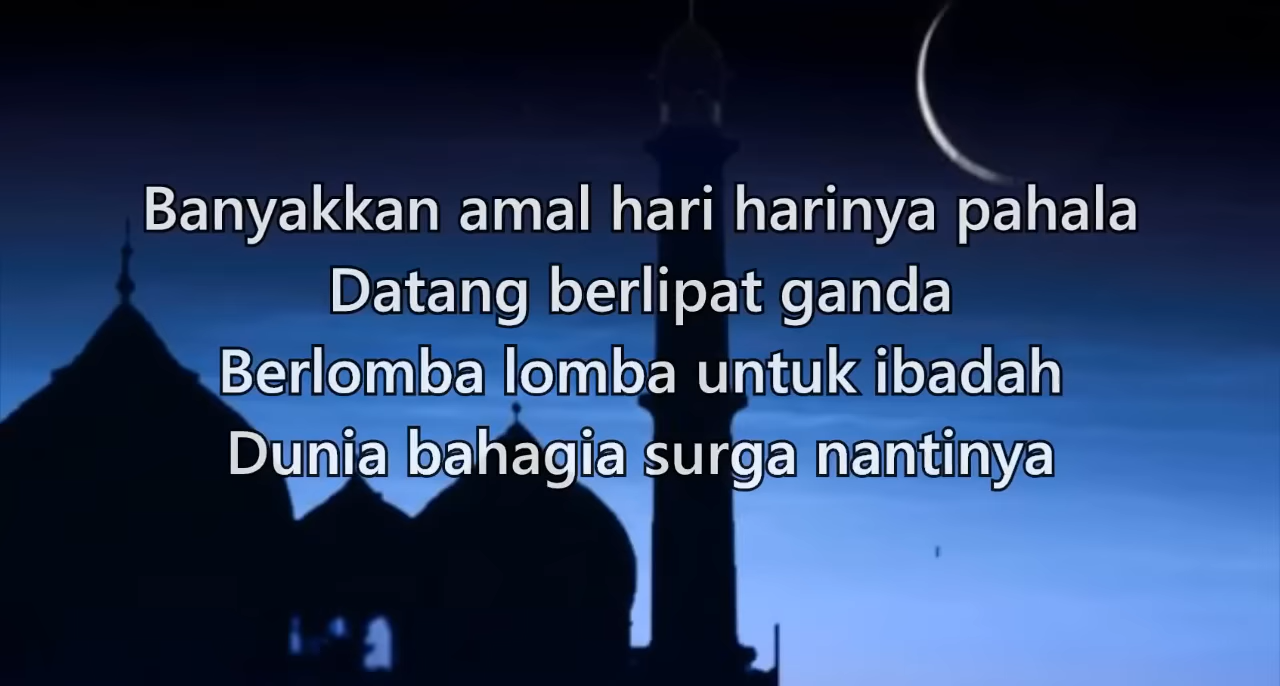 Banyakkan amal hari harinya pahala
Datang berlipat ganda
Berlomba lomba untuk ibadah
Dunia bahagia surga nantinya